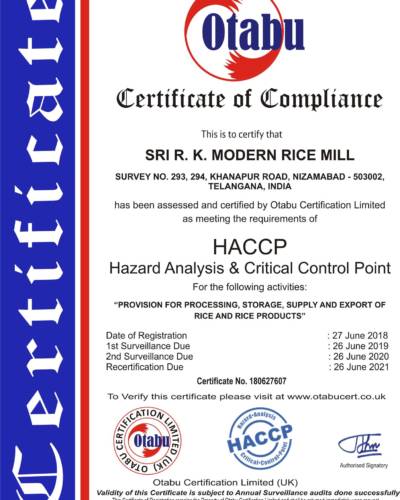 Otabu
Certificate
Certificate of Compliance
This is to certify that
SRI R. K. MODERN RICE MILL
SURVEY NO. 293, 294, KHANAPUR ROAD, NIZAMABAD - 503002,
TELANGANA, INDIA
has been assessed and certified by Otabu Certification Limited
as meeting the requirements of
HACCP
Hazard Analysis & Critical Control Point
For the following activities:
“PROVISION FOR PROCESSING, STORAGE, SUPPLY AND EXPORT OF
RICE AND RICE PRODUCTS”
Date of Registration : 27 June 2018
1st Surveillance Due : 26 June 2019
2nd Surveillance Due : 26 June 2020
Recertification Due : 26 June 2021
Certificate No. 180627607
To Verify this certificate please visit at www.otabucert.co.uk
OTABU CERTIFICATION LIMITED (UK)
Otabu
Hazard-Analysis
HACCP
Critical-Control-Point
Authorised Signatory
Otabu Certification Limited (UK)
Validity of this Certificate is subject to Annual Surveillance audits done successfully